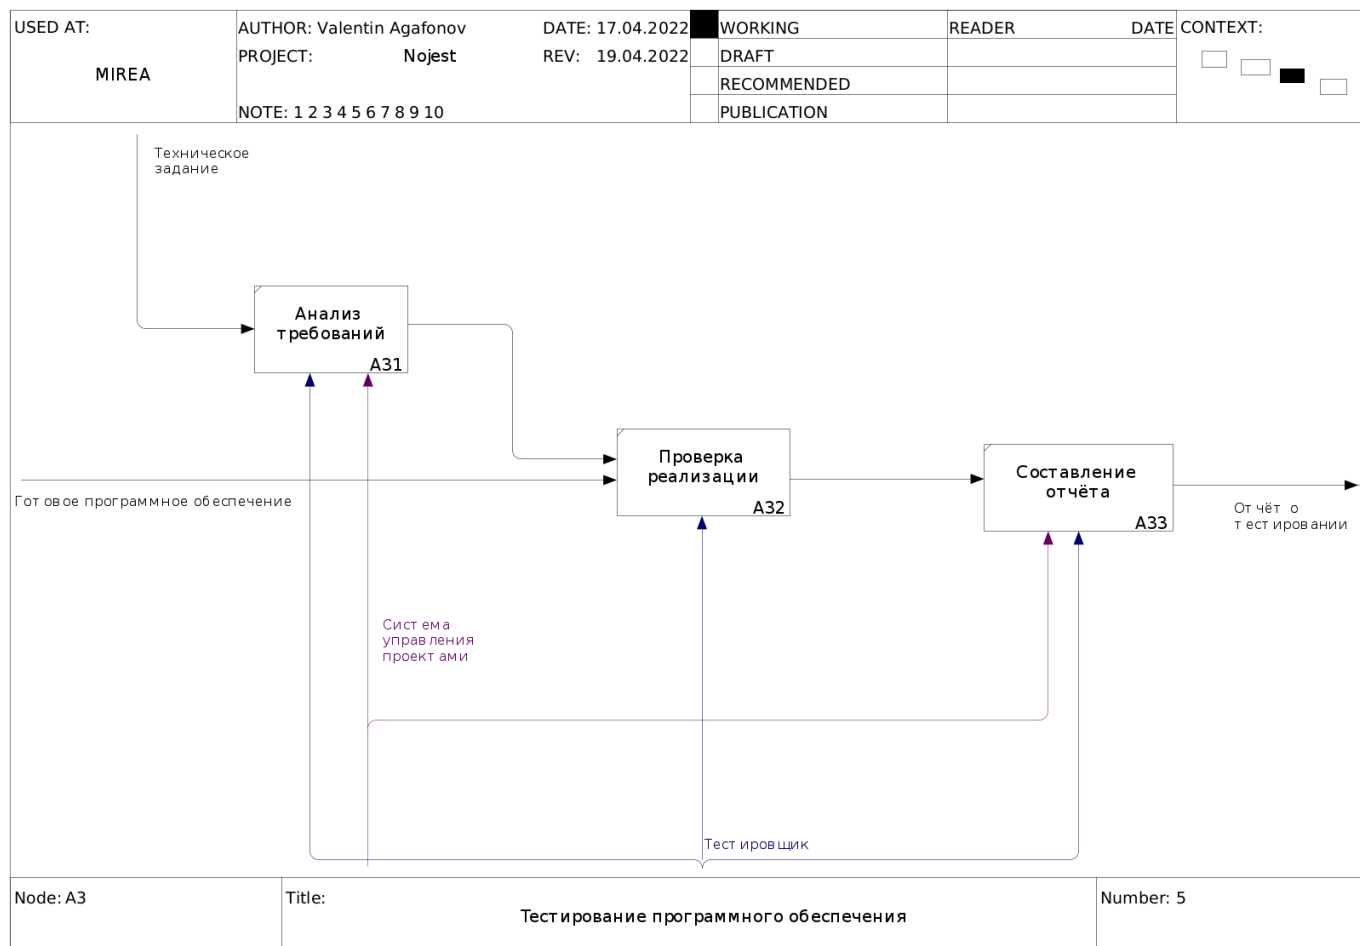 USED AT:
MIREA
AUTHOR: Valentin Agafonov
DATE: 17.04.2022
PROJECT:
Nojest
REV: 19.04.2022
NOTE: 1 2 3 4 5 6 7 8 9 10
WORKING
DRAFT
RECOMMENDED
PUBLICATION
READER
DATE
CONTEXT:
Техническое
задание
Анализ
требований
A31
Проверка
реализации
A32
Составление
отчёта
A33
Готовое программное обеспечение
Отчёт о
тестировании
Система
управления
проектами
Тестировщик
Node: A3
Title:
Тестирование программного обеспечения
Number: 5